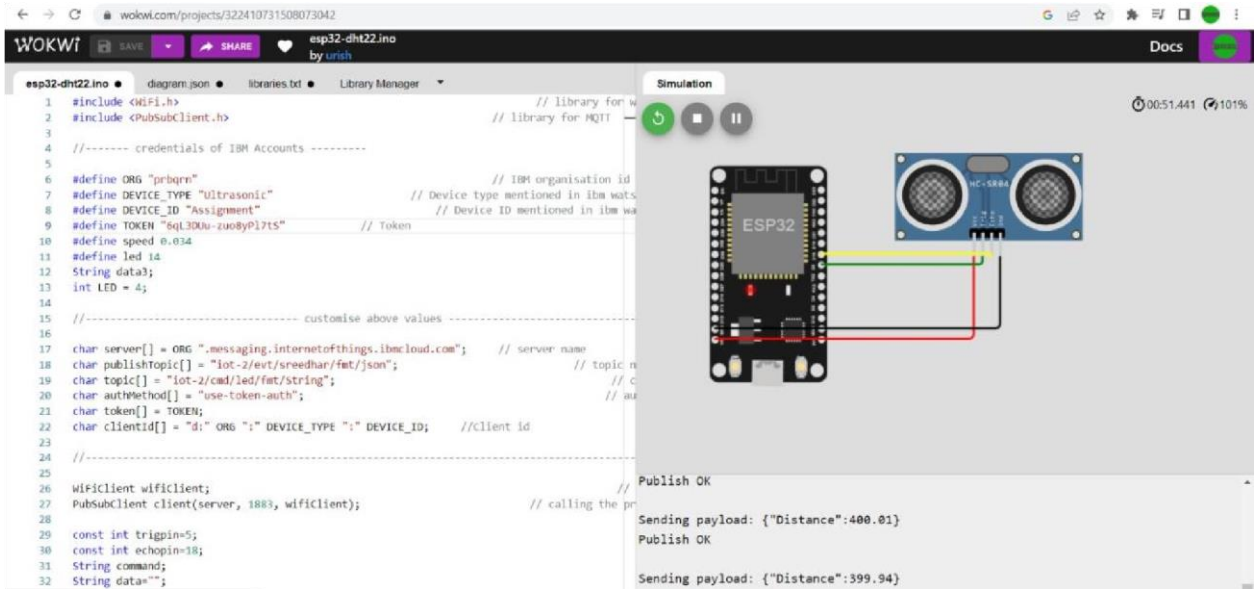 wokwi.com/projects/322410731508073042
WOKWi SAVE SHARE esp32-dht22.ino
by urish
Docs
esp32-dht22.ino ● diagram.json ● libraries.txt ● Library Manager
1 #include <WiFi.h> // library for w
2 #include <PubSubClient.h> // library for MQTT
3
4 //------- credentials of IBM Accounts ---------
5
6 #define ORG "prbqrn" // IBM organisation id
7 #define DEVICE_TYPE "Ultrasonic" // Device type mentioned in ibm wats
8 #define DEVICE_ID "Assignment" // Device ID mentioned in ibm wa
9 #define TOKEN // Token
10 #define speed 0.034
11 #define led 14
12 String data3;
13 int LED = 4;
14
15 //-------------------------------- customise above values ----------------------------
16
17 char server[] = ORG ".messaging.internetofthings.ibmcloud.com"; // server name
18 char publishTopic[] = "iot-2/evt/sreedhar/fmt/json"; // topic n
19 char topic[] = "iot-2/cmd/led/fmt/String"; // c
20 char authMethod[] = "use-token-auth"; // au
21 char token[] = TOKEN;
22 char clientId[] = "d:" ORG ":" DEVICE_TYPE ":" DEVICE_ID; //Client id
23
24 //--------------------------------------------------------------------------------
25
26 WiFiClient wifiClient; //
27 PubSubClient client(server, 1883, wifiClient); // calling the pr
28
29 const int trigpin=5;
30 const int echopin=18;
31 String command;
32 String data="";
Simulation
00:51.441 101%
HC-SR04
ESP32
Publish OK
Sending payload: {"Distance":400.01}
Publish OK
Sending payload: {"Distance":399.94}